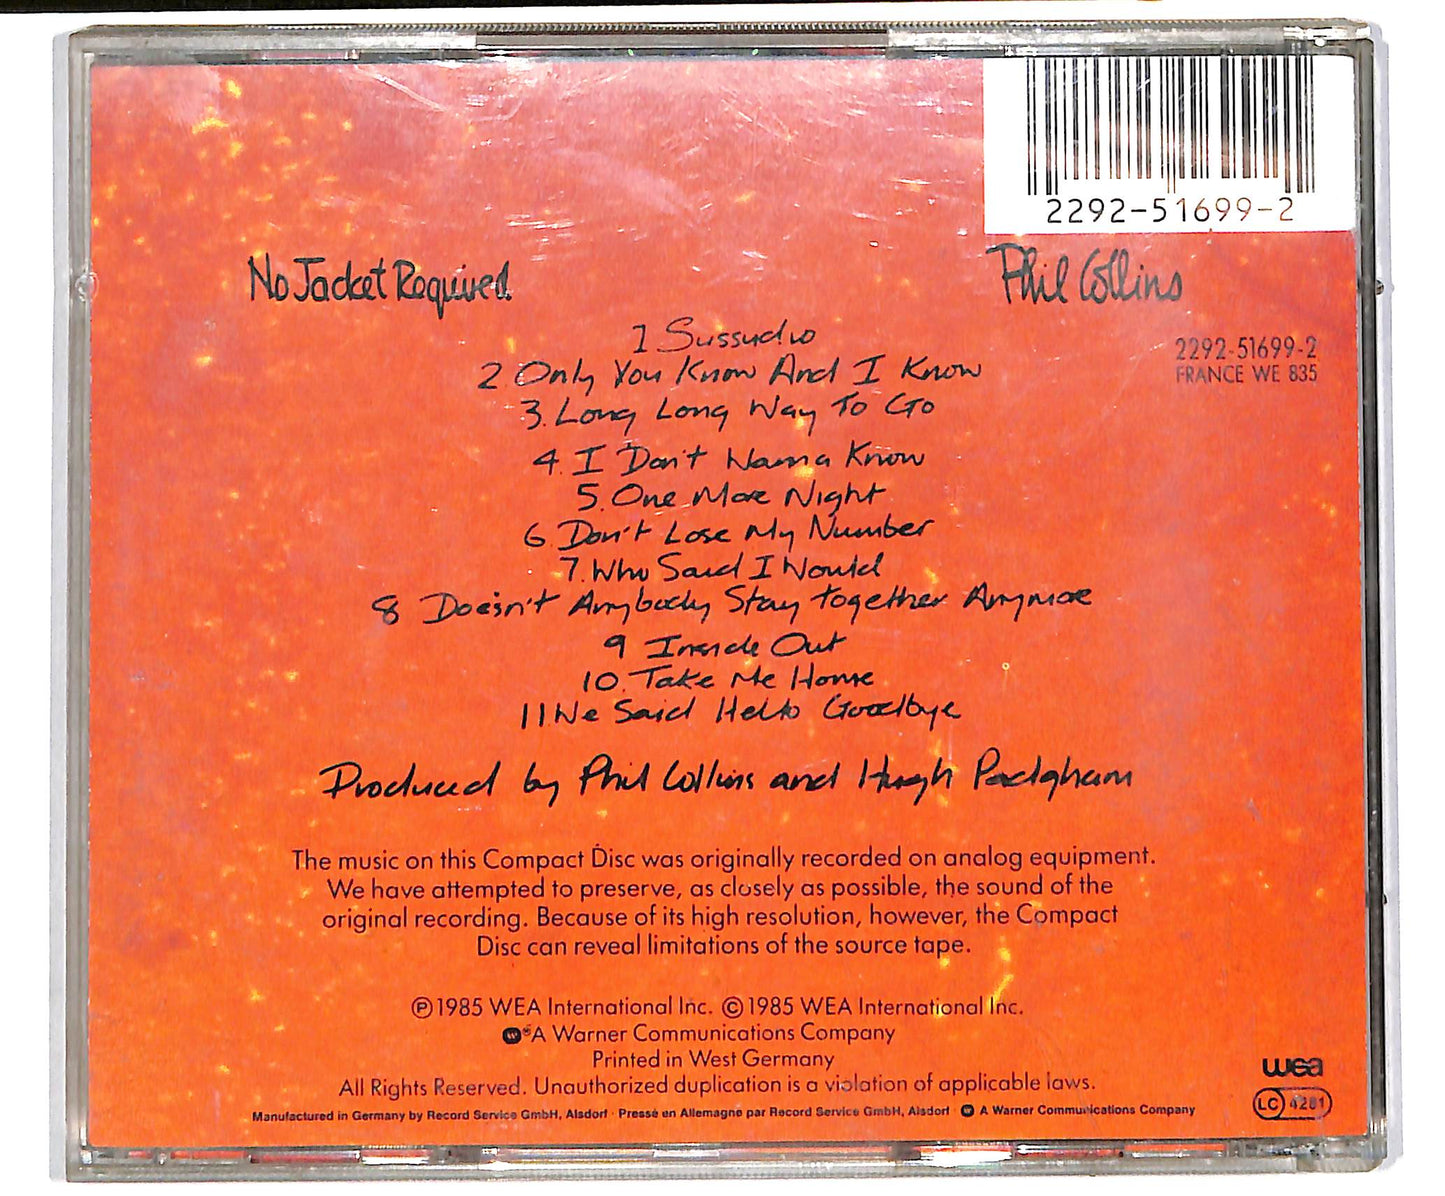 2292-51699-2
No Jacket Required.
Phil Collins
1 Sussudio
2292-51699-2
FRANCE WE 835
2 Only You Know And I Know
3. Long Long Way To Go
4. I Don't Wanna Know
5. One More Night
6 Don't Lose My Number
7. Who Said I Would
8 Doesn't Anybody Stay Together Anymore
9 Inside Out
10. Take Me Home
11. We Said Hello Goodbye
Produced by Phil Collins and Hugh Padgham
The music on this Compact Disc was originally recorded on analog equipment.
We have attempted to preserve, as closely as possible, the sound of the
original recording. Because of its high resolution, however, the Compact
Disc can reveal limitations of the source tape.
℗1985 WEA International Inc. ©1985 WEA International Inc.
®A Warner Communications Company
Printed in West Germany
All Rights Reserved. Unauthorized duplication is a violation of applicable laws.
Manufactured in Germany by Record Service GmbH, Alsdorf · Pressé en Allemagne par Record Service GmbH, Alsdorf · A Warner Communications Company
wea
LC 4281